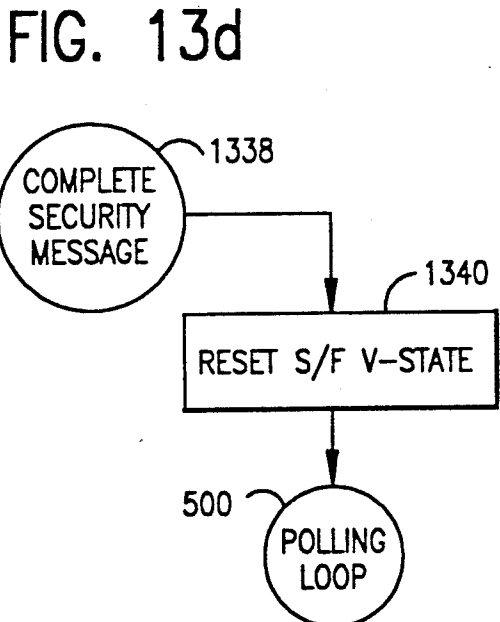 FIG. 13d
1338
COMPLETE
SECURITY
MESSAGE
1340
RESET S/F V-STATE
500
POLLING
LOOP